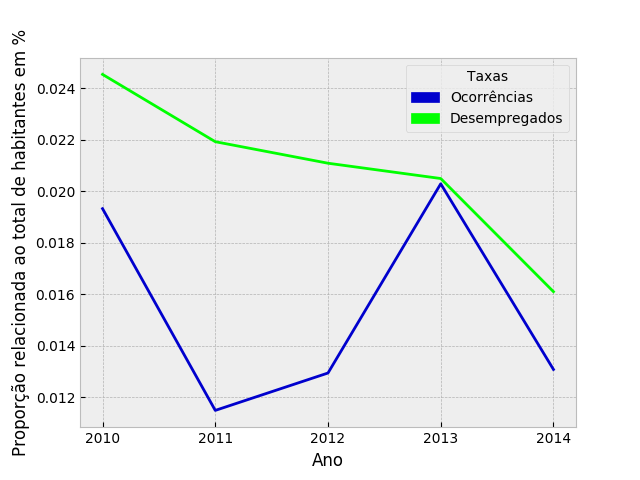 Proporção relacionada ao total de habitantes em %
0.024
0.022
0.020
0.018
0.016
0.014
0.012
Taxas
Ocorrências
Desempregados
2010 2011 2012 2013 2014
Ano